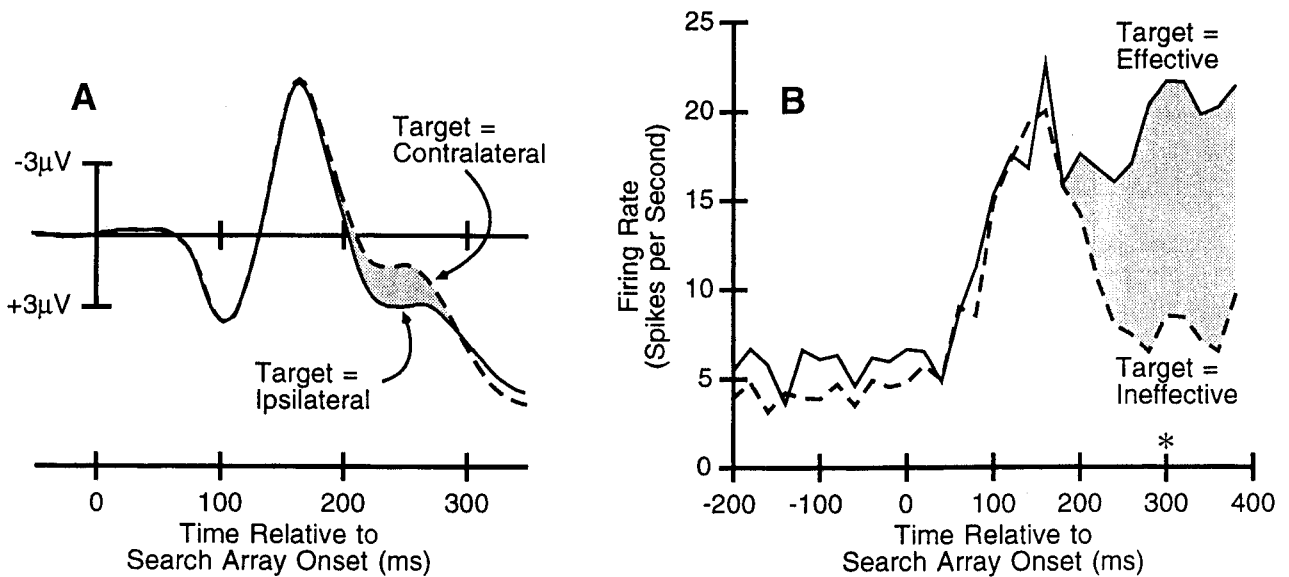 A
-3µV
+3µV
Target =
Contralateral
Target =
Ipsilateral
0
100
200
300
Time Relative to
Search Array Onset (ms)
B
Firing Rate
(Spikes per Second)
25
20
15
10
5
0
Target =
Effective
Target =
Ineffective
*
-200
-100
0
100
200
300
400
Time Relative to
Search Array Onset (ms)